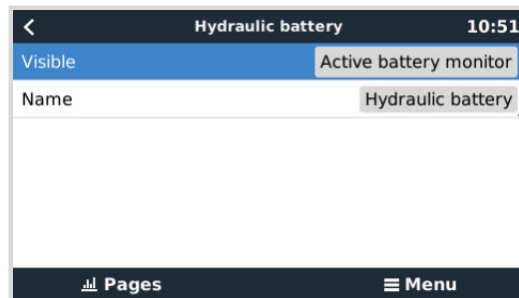 Hydraulic battery 10:51
Visible Active battery monitor
Name Hydraulic battery
Pages Menu